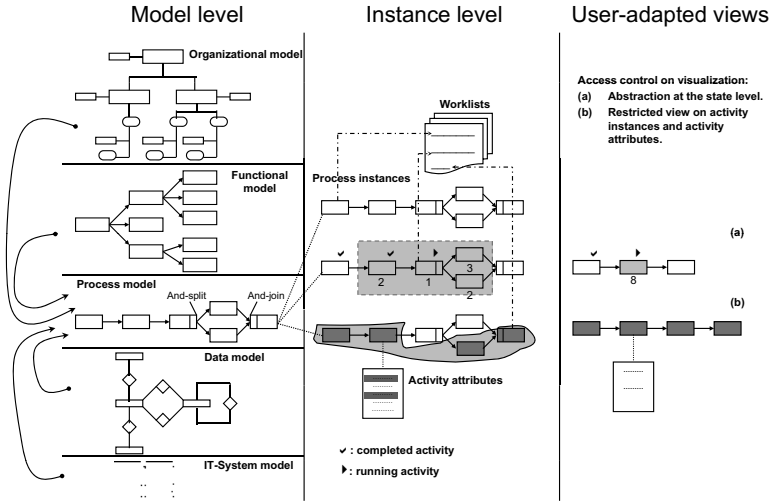 Model level
Instance level
User-adapted views
Organizational model
Functional model
Process model
And-split
And-join
Data model
IT-System model
Worklists
Process instances
2
1
3
2
Activity attributes
: completed activity
: running activity
Access control on visualization:
(a) Abstraction at the state level.
(b) Restricted view on activity
instances and activity
attributes.
(a)
8
(b)